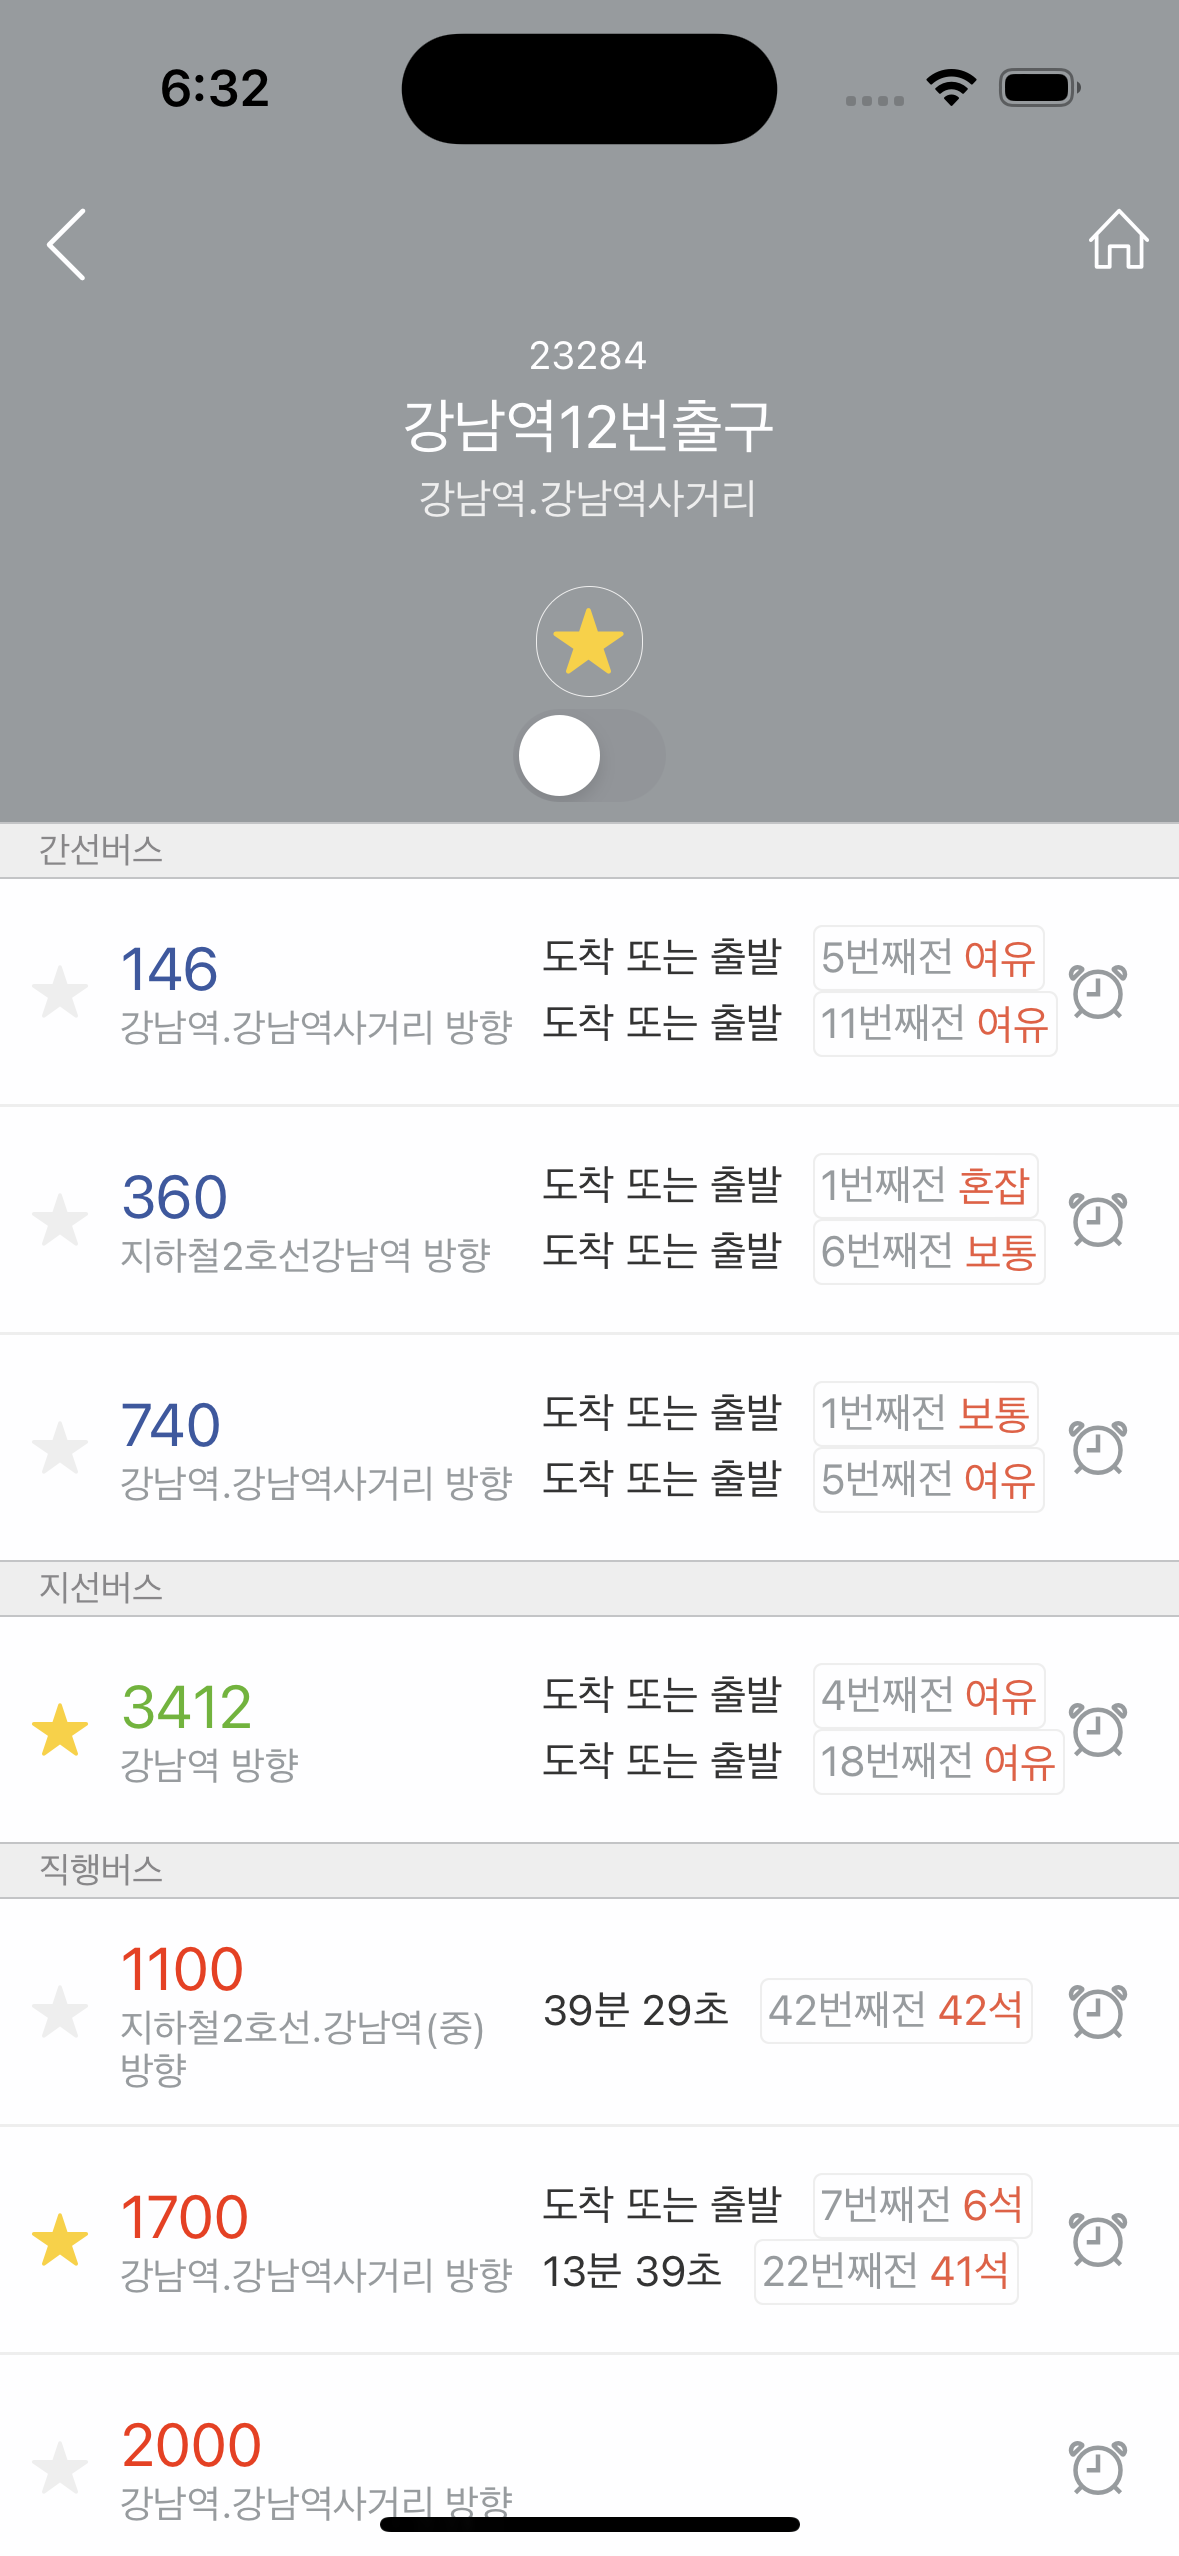 6:32
23284
강남역12번출구
강남역.강남역사거리
간선버스
146
강남역.강남역사거리 방향
도착 또는 출발 5번째전 여유
도착 또는 출발 11번째전 여유
360
지하철2호선강남역 방향
도착 또는 출발 1번째전 혼잡
도착 또는 출발 6번째전 보통
740
강남역.강남역사거리 방향
도착 또는 출발 1번째전 보통
도착 또는 출발 5번째전 여유
지선버스
3412
강남역 방향
도착 또는 출발 4번째전 여유
도착 또는 출발 18번째전 여유
직행버스
1100
지하철2호선.강남역(중)
방향
39분 29초 42번째전 42석
1700
강남역.강남역사거리 방향
도착 또는 출발 7번째전 6석
13분 39초 22번째전 41석
2000
강남역.강남역사거리 방향